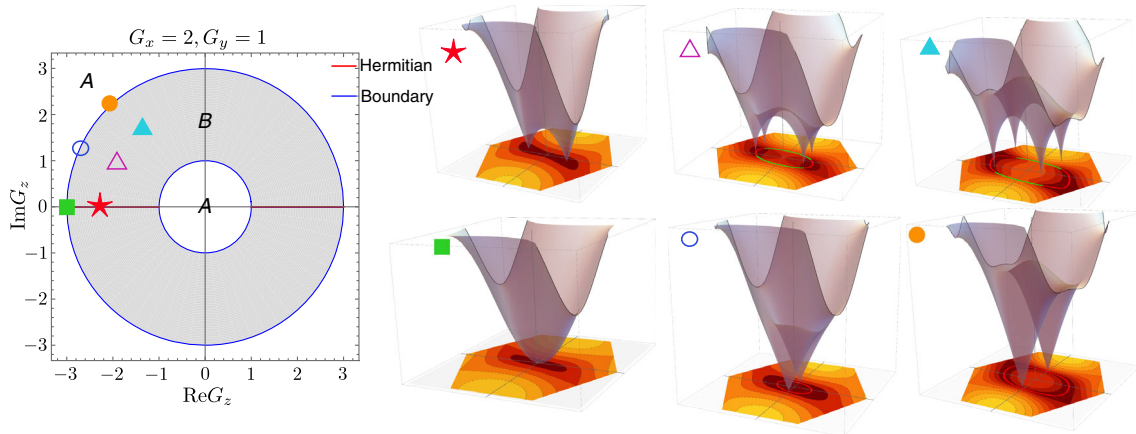 G_x = 2, G_y = 1
Hermitian
Boundary
A
B
A
3
2
1
0
−1
−2
−3
ImG_z
−3 −2 −1 0 1 2 3
ReG_z